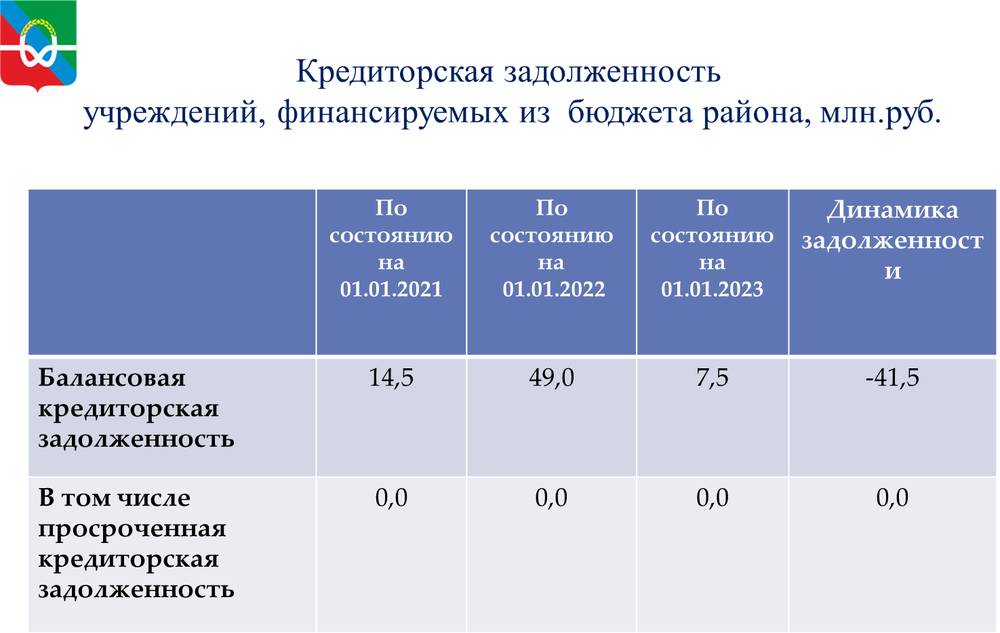 Кредиторская задолженность
учреждений, финансируемых из бюджета района, млн.руб.
По
состоянию
на
01.01.2021
По
состоянию
на
01.01.2022
По
состоянию
на
01.01.2023
Динамика
задолженност
и
Балансовая
кредиторская
задолженность
14,5
49,0
7,5
-41,5
В том числе
просроченная
кредиторская
задолженность
0,0
0,0
0,0
0,0